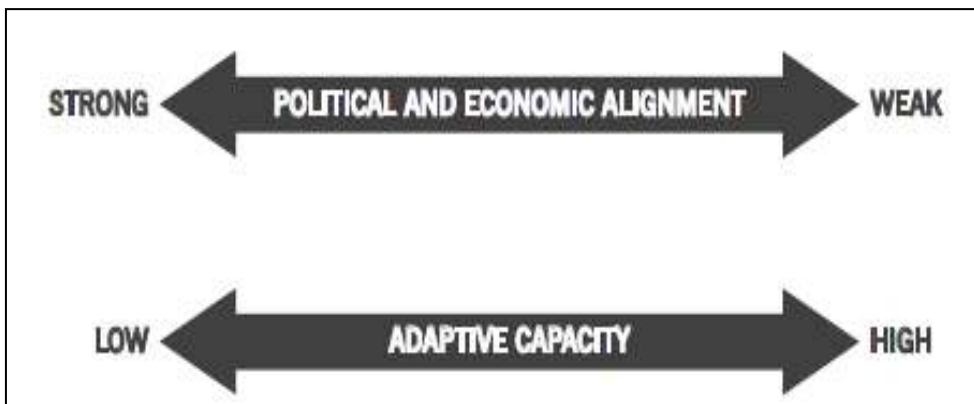 STRONG POLITICAL AND ECONOMIC ALIGNMENT WEAK
LOW ADAPTIVE CAPACITY HIGH